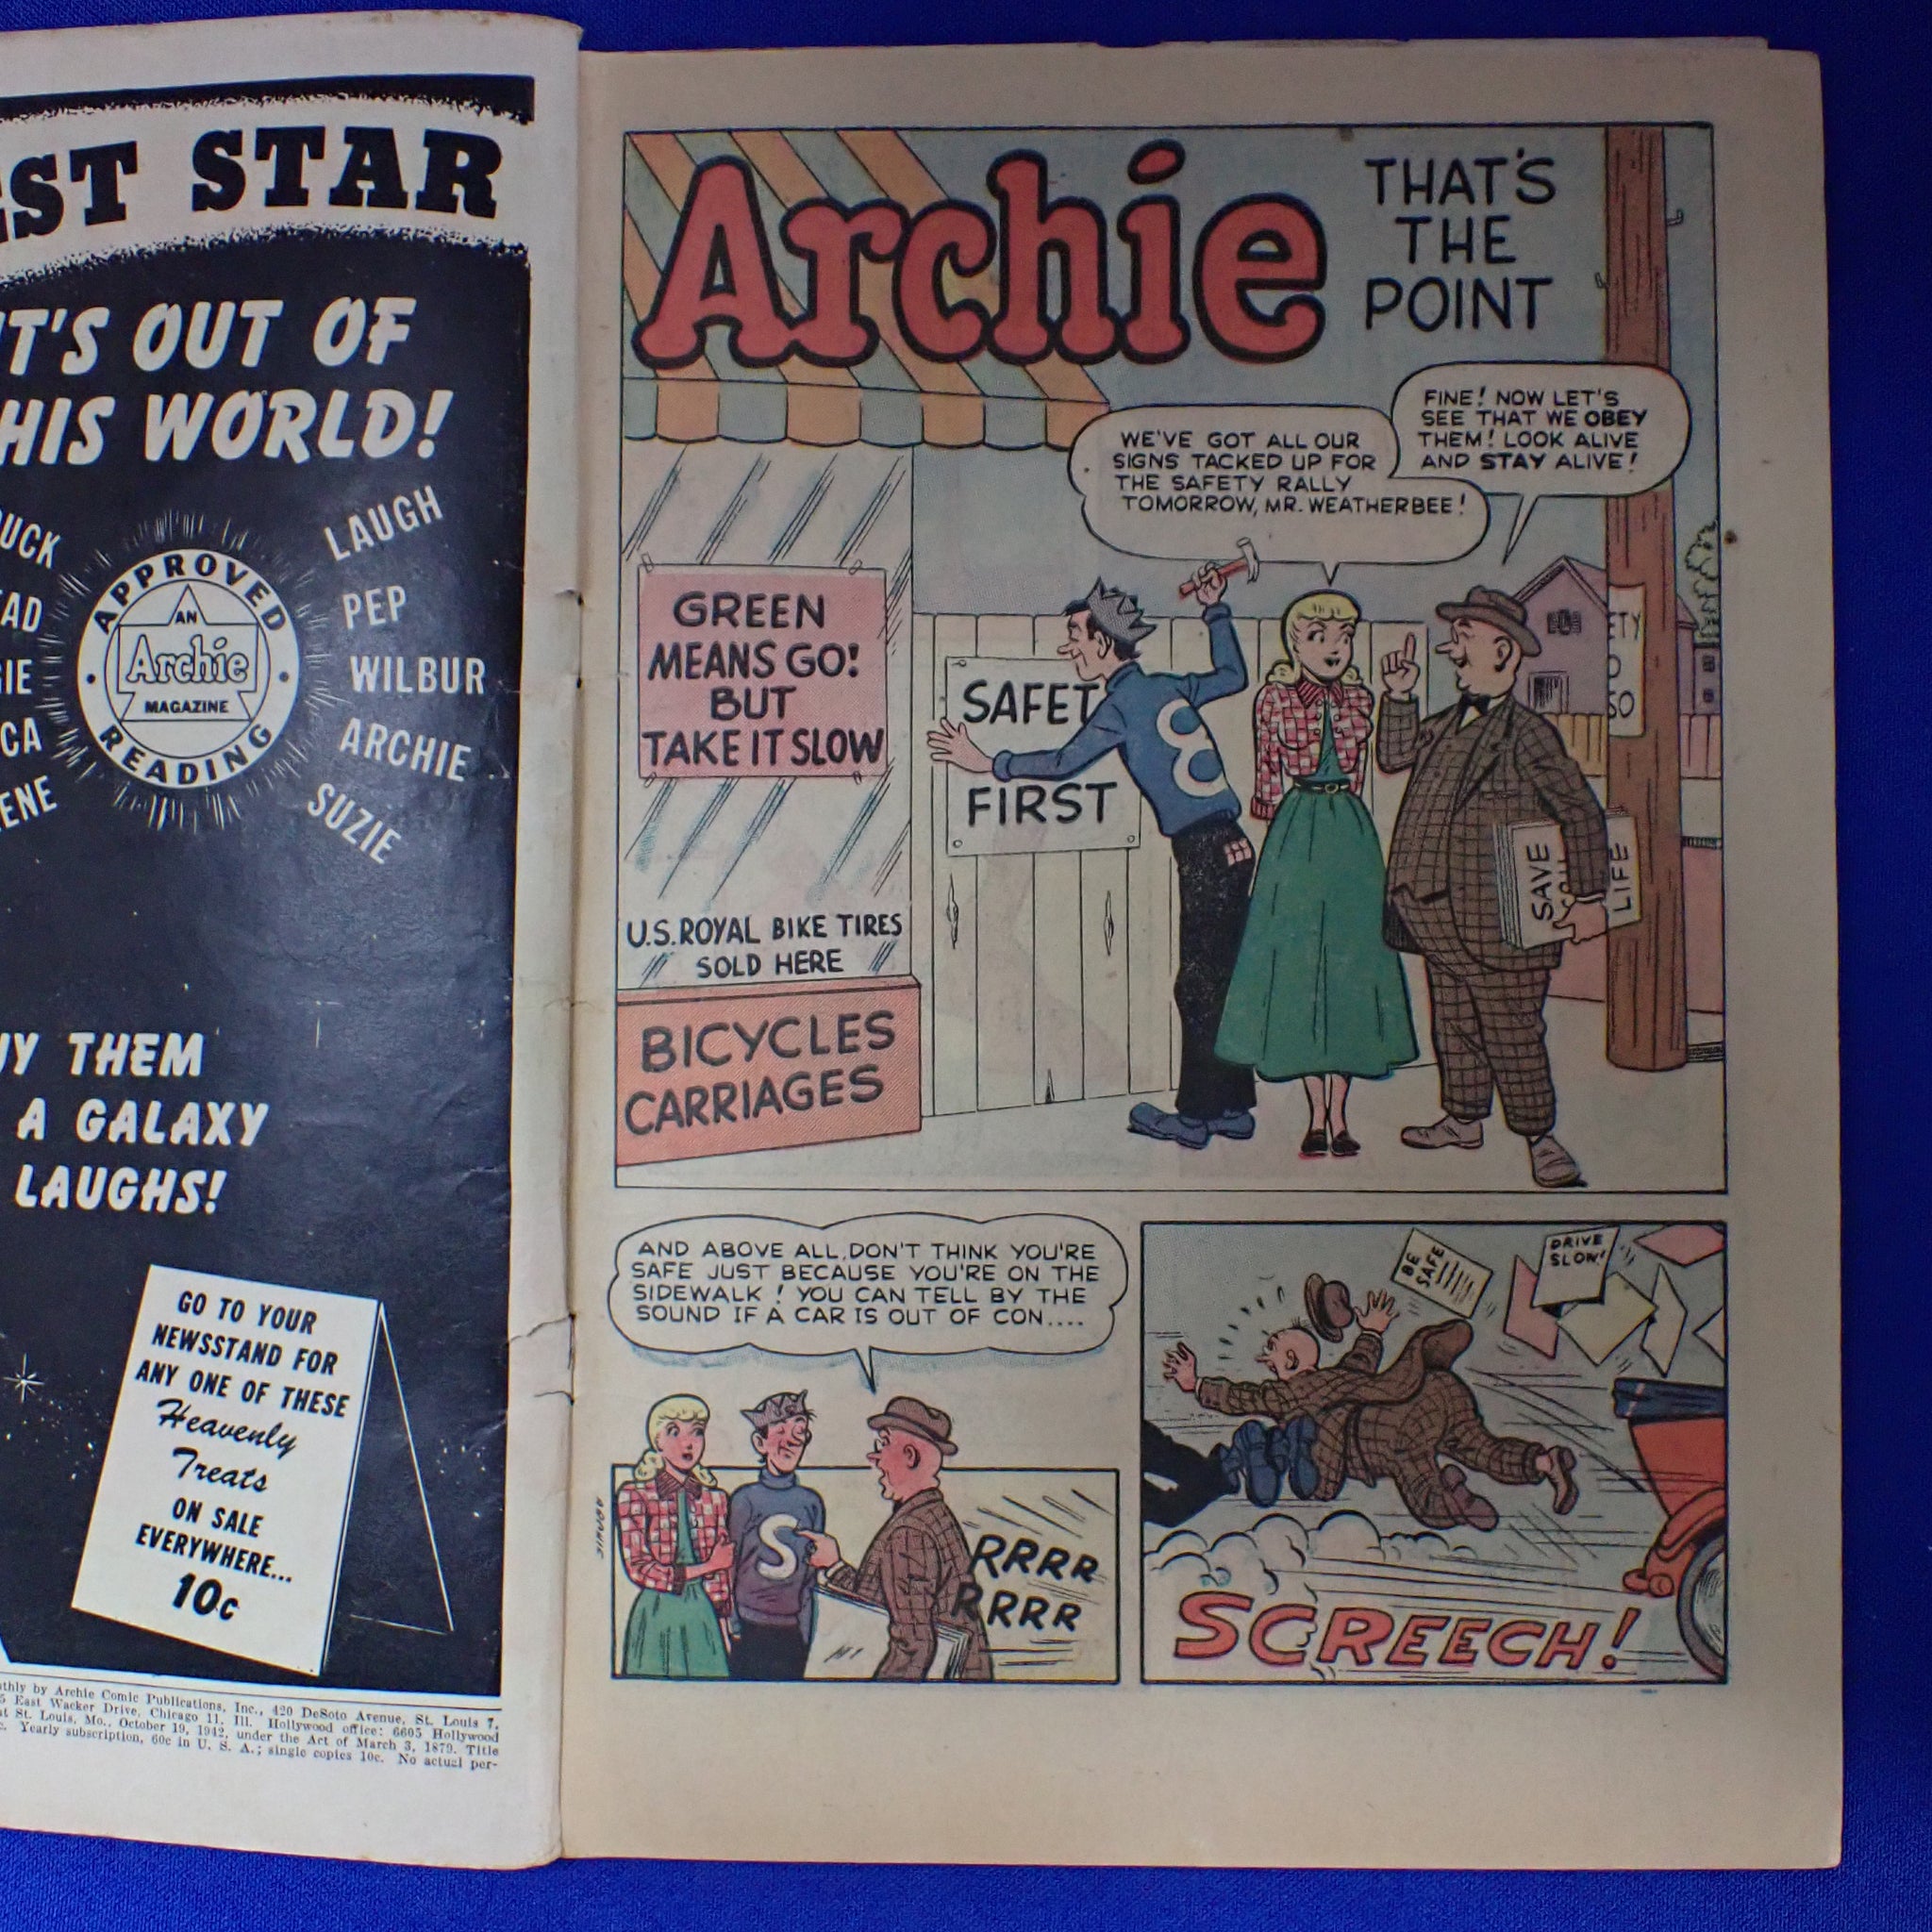 EST STAR
IT'S OUT OF
THIS WORLD!
LAUGH
PEP
WILBUR
ARCHIE
SUZIE
APPROVED
AN
Archie
MAGAZINE
READING
A GALAXY
LAUGHS!
THEM
GO TO YOUR
NEWSSTAND FOR
ANY ONE OF THESE
Heavenly
Treats
ON SALE
EVERYWHERE...
10c
by Archie Comic Publications, Inc., 420 DeSoto Avenue, St. Louis 7,
East Wacker Drive, Chicago 11, Ill. Hollywood office: 6605 Hollywood
St. Louis, Mo., October 19, 1942, under the Act of March 3, 1879. Title
Yearly subscription, 60c in U. S. A.; single copies 10c. No actual per-
Archie
THAT'S
THE
POINT
WE'VE GOT ALL OUR
SIGNS TACKED UP FOR
THE SAFETY RALLY
TOMORROW, MR. WEATHERBEE!
FINE! NOW LET'S
SEE THAT WE OBEY
THEM! LOOK ALIVE
AND STAY ALIVE!
GREEN
MEANS GO!
BUT
TAKE IT SLOW
SAFET
FIRST
SAVE
LIFE
U.S. ROYAL BIKE TIRES
SOLD HERE
BICYCLES
CARRIAGES
AND ABOVE ALL, DON'T THINK YOU'RE
SAFE JUST BECAUSE YOU'RE ON THE
SIDEWALK! YOU CAN TELL BY THE
SOUND IF A CAR IS OUT OF CON....
S
RRRR
RRRR
BE
SAFE
DRIVE
SLOW!
SCREECH!